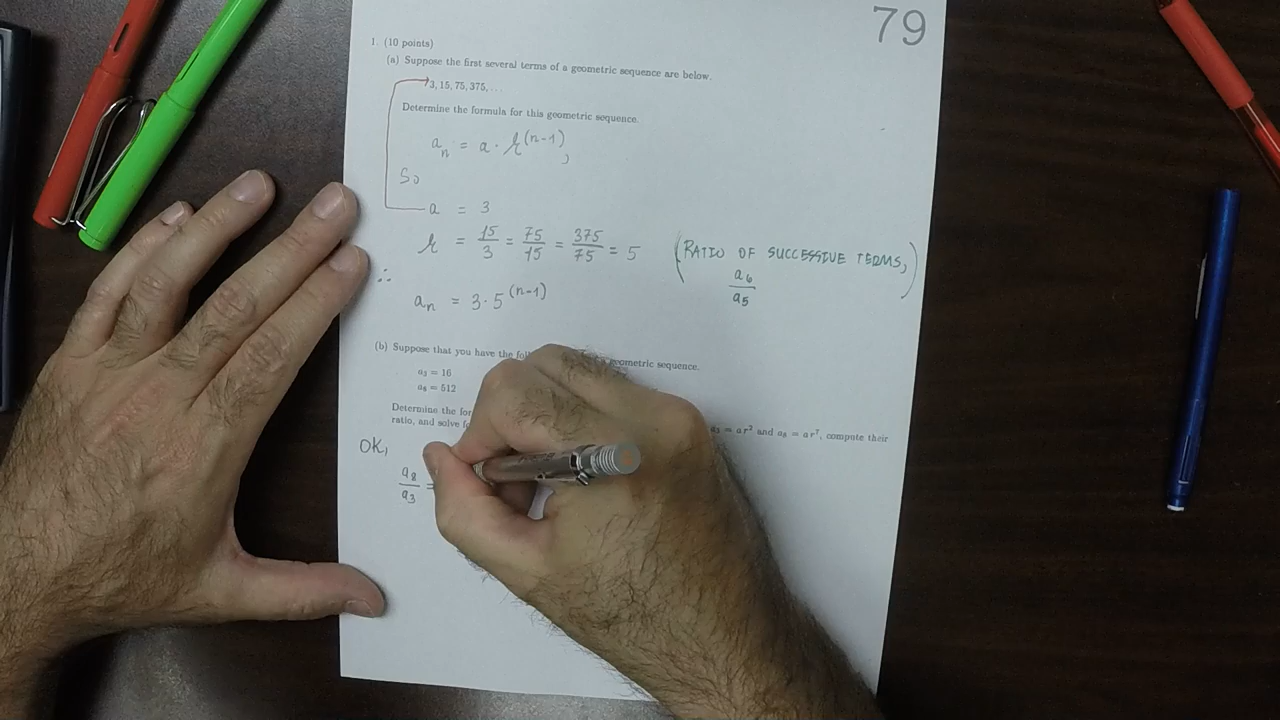 79
1. (10 points)
(a) Suppose the first several terms of a geometric sequence are below.
3, 15, 75, 375, . . .
Determine the formula for this geometric sequence.
aₙ = a · r⁽ⁿ⁻¹⁾,
So
a = 3
r = 15/3 = 75/15 = 375/75 = 5
(RATIO OF SUCCESSIVE TERMS,)
a₆/a₅
∴
aₙ = 3 · 5⁽ⁿ⁻¹⁾
(b) Suppose that you have the geometric sequence.
a₃ = 16
a₈ = 512
Determine the a₃ = ar² and a₈ = ar⁷, compute their
ratio, and solve
OK,
a₈/a₃ =